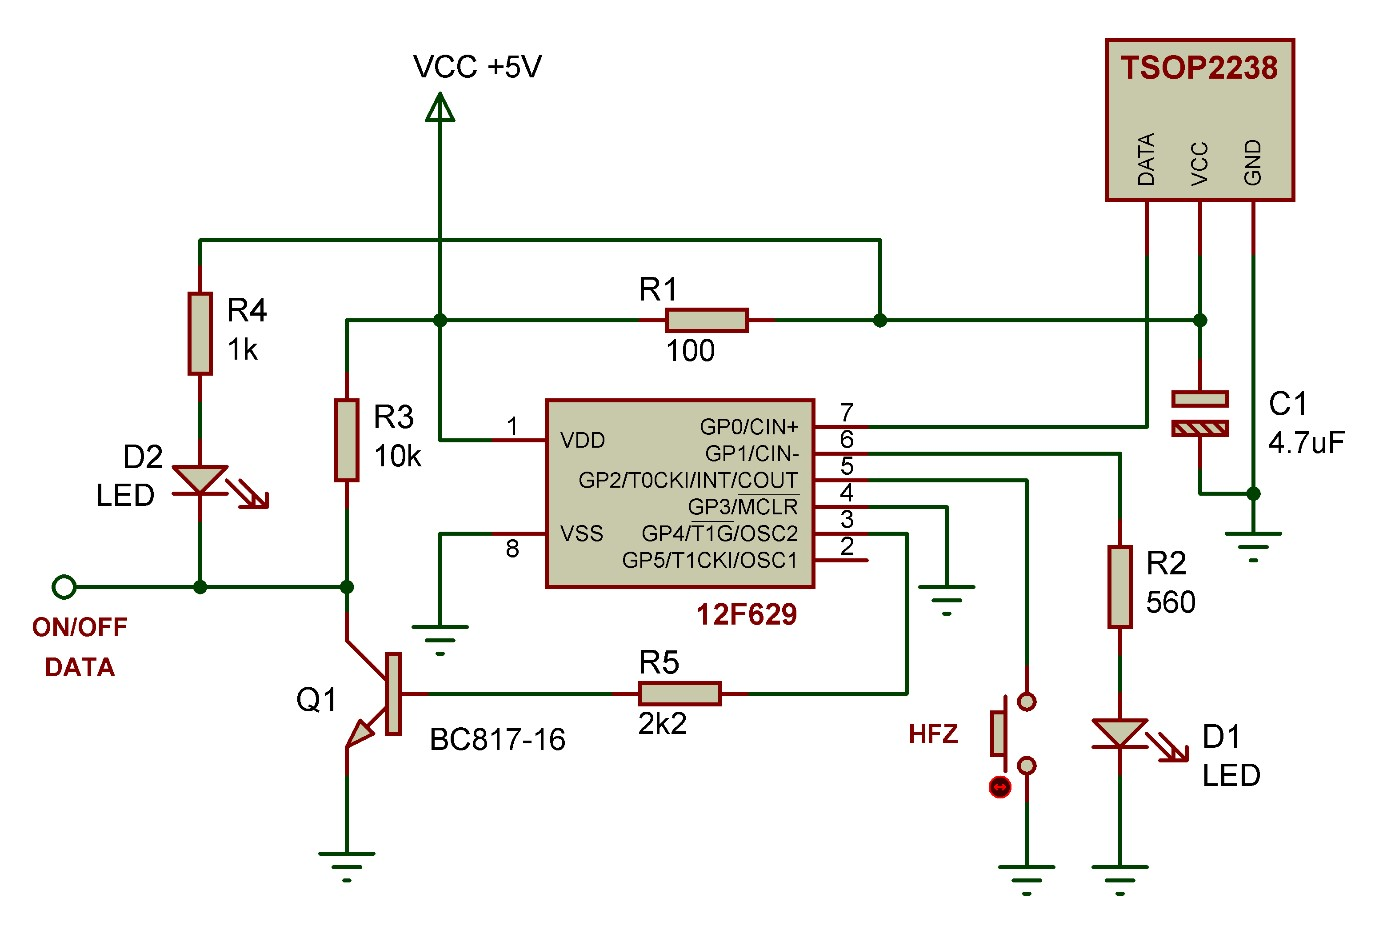 VCC +5V
TSOP2238
DATA
VCC
GND
R1
100
R4
1k
R3
10k
D2
LED
C1
4.7uF
1
VDD
8
VSS
GP0/CIN+
7
GP1/CIN-
6
GP2/T0CKI/INT/COUT
5
GP3/MCLR
4
GP4/T1G/OSC2
3
GP5/T1CKI/OSC1
2
12F629
R2
560
ON/OFF
DATA
R5
2k2
Q1
BC817-16
HFZ
D1
LED